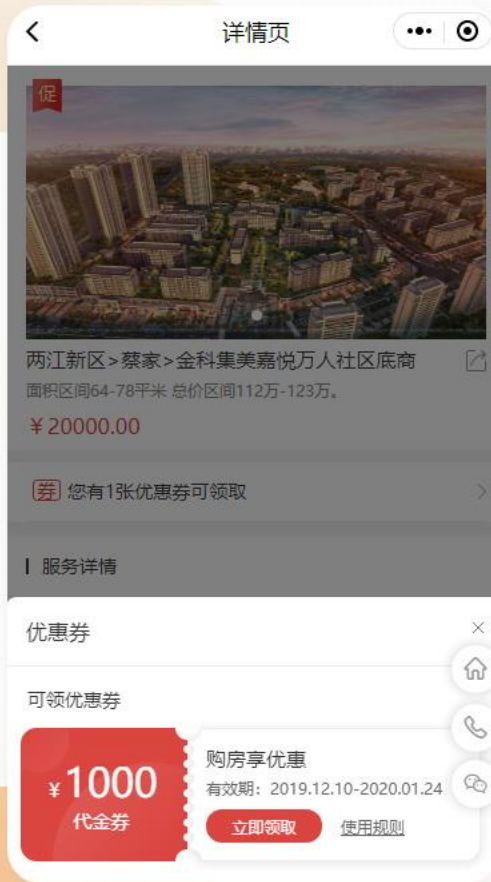 详情页
促
两江新区>蔡家>金科集美嘉悦万人社区底商
面积区间64-78平米 总价区间112万-123万。
￥20000.00
券 您有1张优惠券可领取
服务详情
优惠券
可领优惠券
¥1000
代金券
购房享优惠
有效期：2019.12.10-2020.01.24
立即领取 使用规则